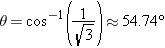 θ = cos⁻¹(1/√3) ≈ 54.74°